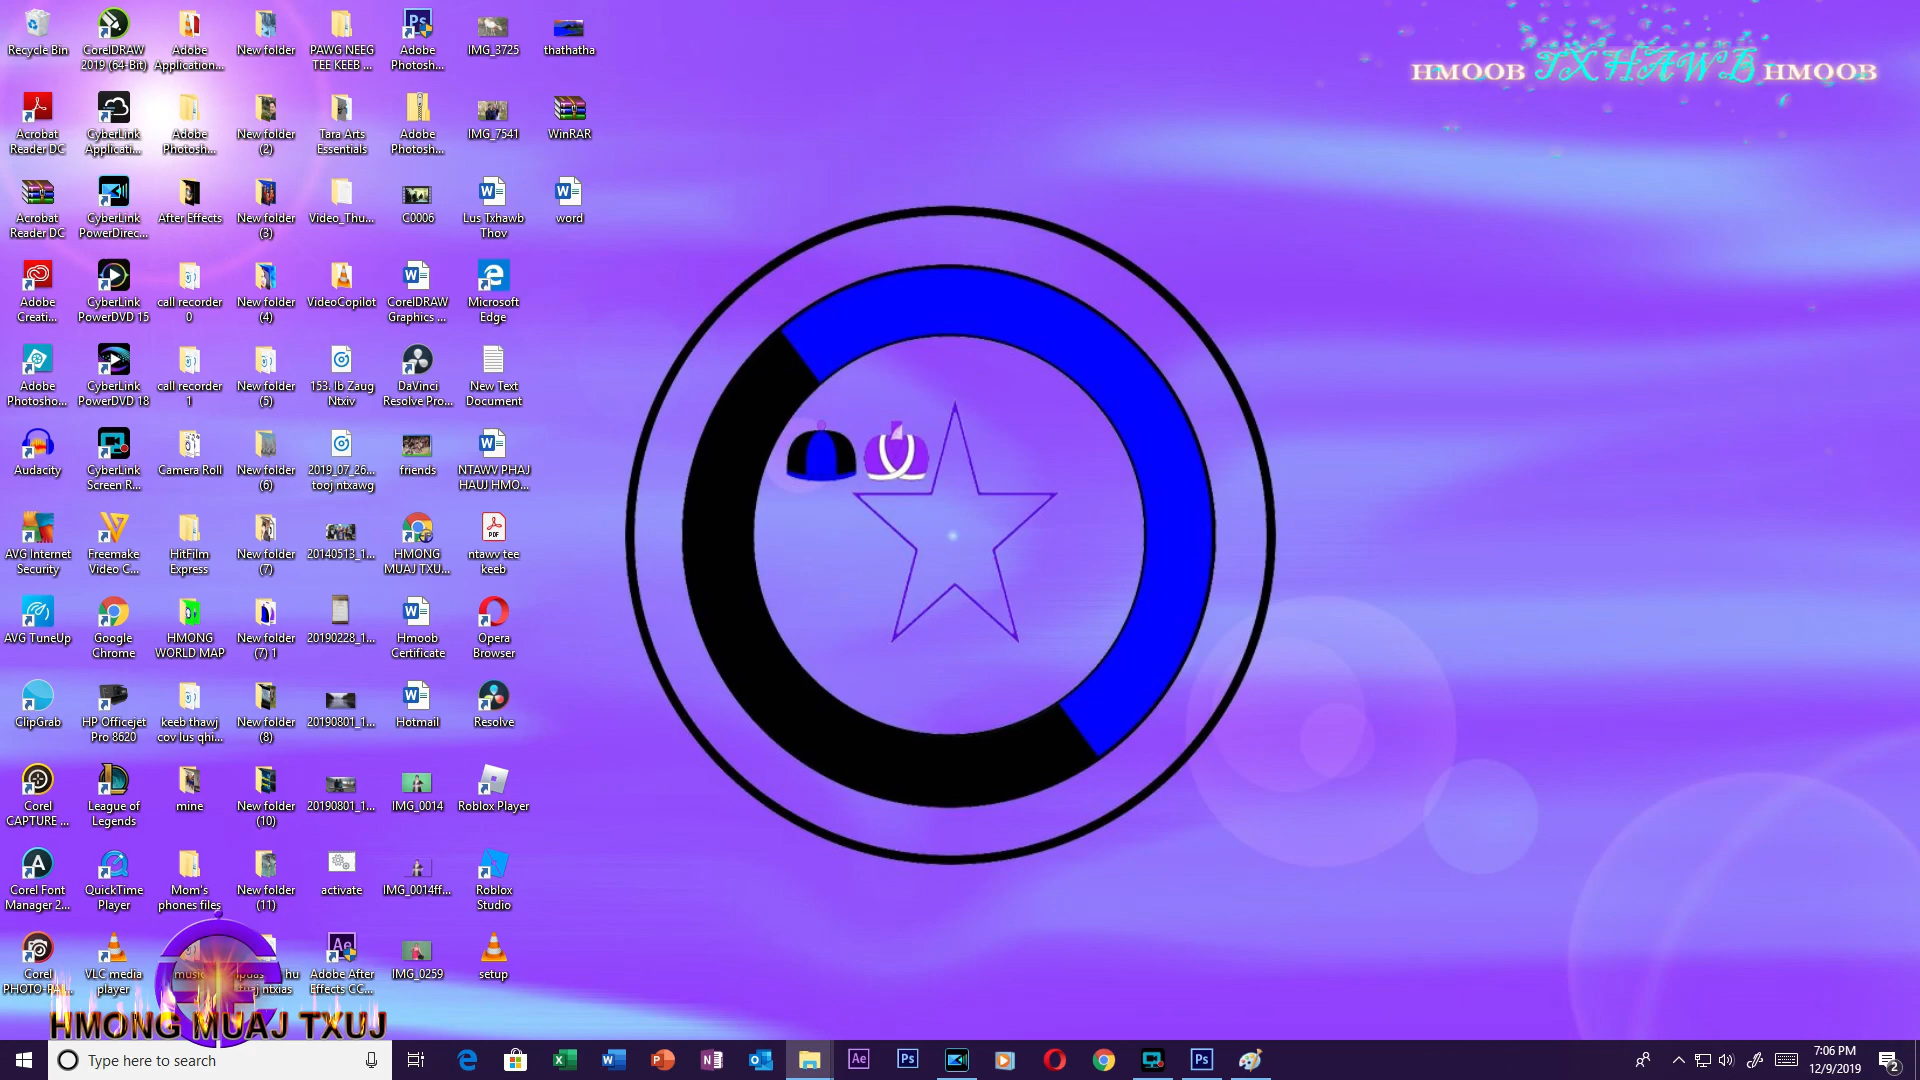 HMOOB TXHAWB HMOOB
Recycle Bin
CorelDRAW
2019 (64-Bit)
Adobe
Application...
New folder
PAWG NEEG
TEE KEEB ...
Adobe
Photosh...
IMG_3725
thathatha
Acrobat
Reader DC
CyberLink
Applicati...
Adobe
Photosh...
New folder
(2)
Tara Arts
Essentials
Adobe
Photosh...
IMG_7541
WinRAR
Acrobat
Reader DC
CyberLink
PowerDirec...
After Effects
New folder
(3)
Video_Thu...
C0006
Lus Txhawb
Thov
word
Adobe
Creati...
CyberLink
PowerDVD 15
call recorder
0
New folder
(4)
VideoCopilot
CorelDRAW
Graphics ...
Microsoft
Edge
Adobe
Photosho...
CyberLink
PowerDVD 18
call recorder
1
New folder
(5)
153. Ib Zaug
Ntxiv
DaVinci
Resolve Pro...
New Text
Document
Audacity
CyberLink
Screen R...
Camera Roll
New folder
(6)
2019_07_26...
tooj ntxawg
friends
NTAWV PHAJ
HAUJ HMO...
AVG Internet
Security
Freemake
Video C...
HitFilm
Express
New folder
(7)
20140513_1...
HMONG
MUAJ TXU...
ntawv tee
keeb
AVG TuneUp
Google
Chrome
HMONG
WORLD MAP
New folder
(7) 1
20190228_1...
Hmoob
Certificate
Opera
Browser
ClipGrab
HP Officejet
Pro 8620
keeb thawj
cov lus qhi...
New folder
(8)
20190801_1...
Hotmail
Resolve
Corel
CAPTURE ...
League of
Legends
mine
New folder
(10)
20190801_1...
IMG_0014
Roblox Player
Corel Font
Manager 2...
QuickTime
Player
Mom's
phones files
New folder
(11)
activate
IMG_0014ff...
Roblox
Studio
Corel
PHOTO-PA...
VLC media
player
music
hu
ntxias
Adobe After
Effects CC...
IMG_0259
setup
HMONG MUAJ TXUJ
Type here to search
7:06 PM
12/9/2019
2